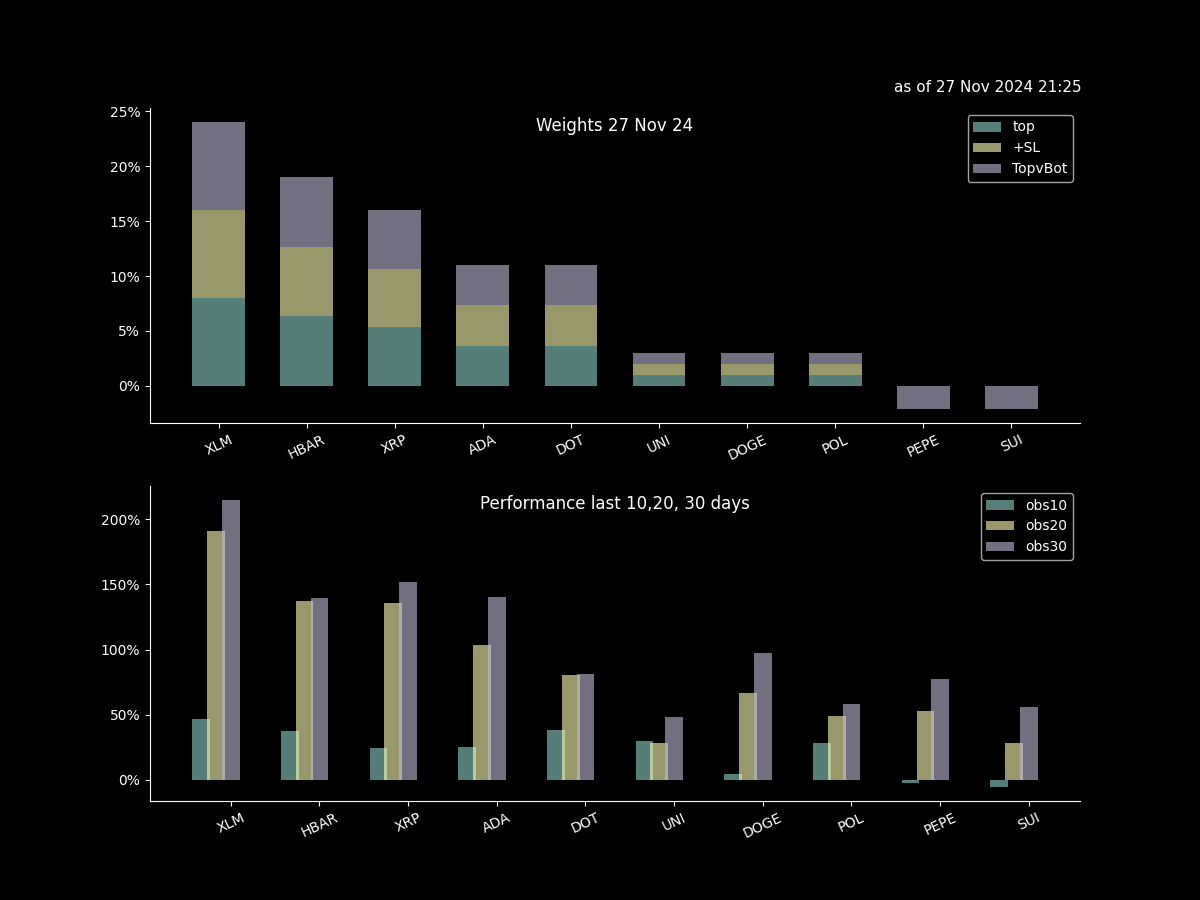 as of 27 Nov 2024 21:25
Weights 27 Nov 24
top
+SL
TopvBot
25%
20%
15%
10%
5%
0%
XLM HBAR XRP ADA DOT UNI DOGE POL PEPE SUI
Performance last 10,20, 30 days
obs10
obs20
obs30
200%
150%
100%
50%
0%
XLM HBAR XRP ADA DOT UNI DOGE POL PEPE SUI